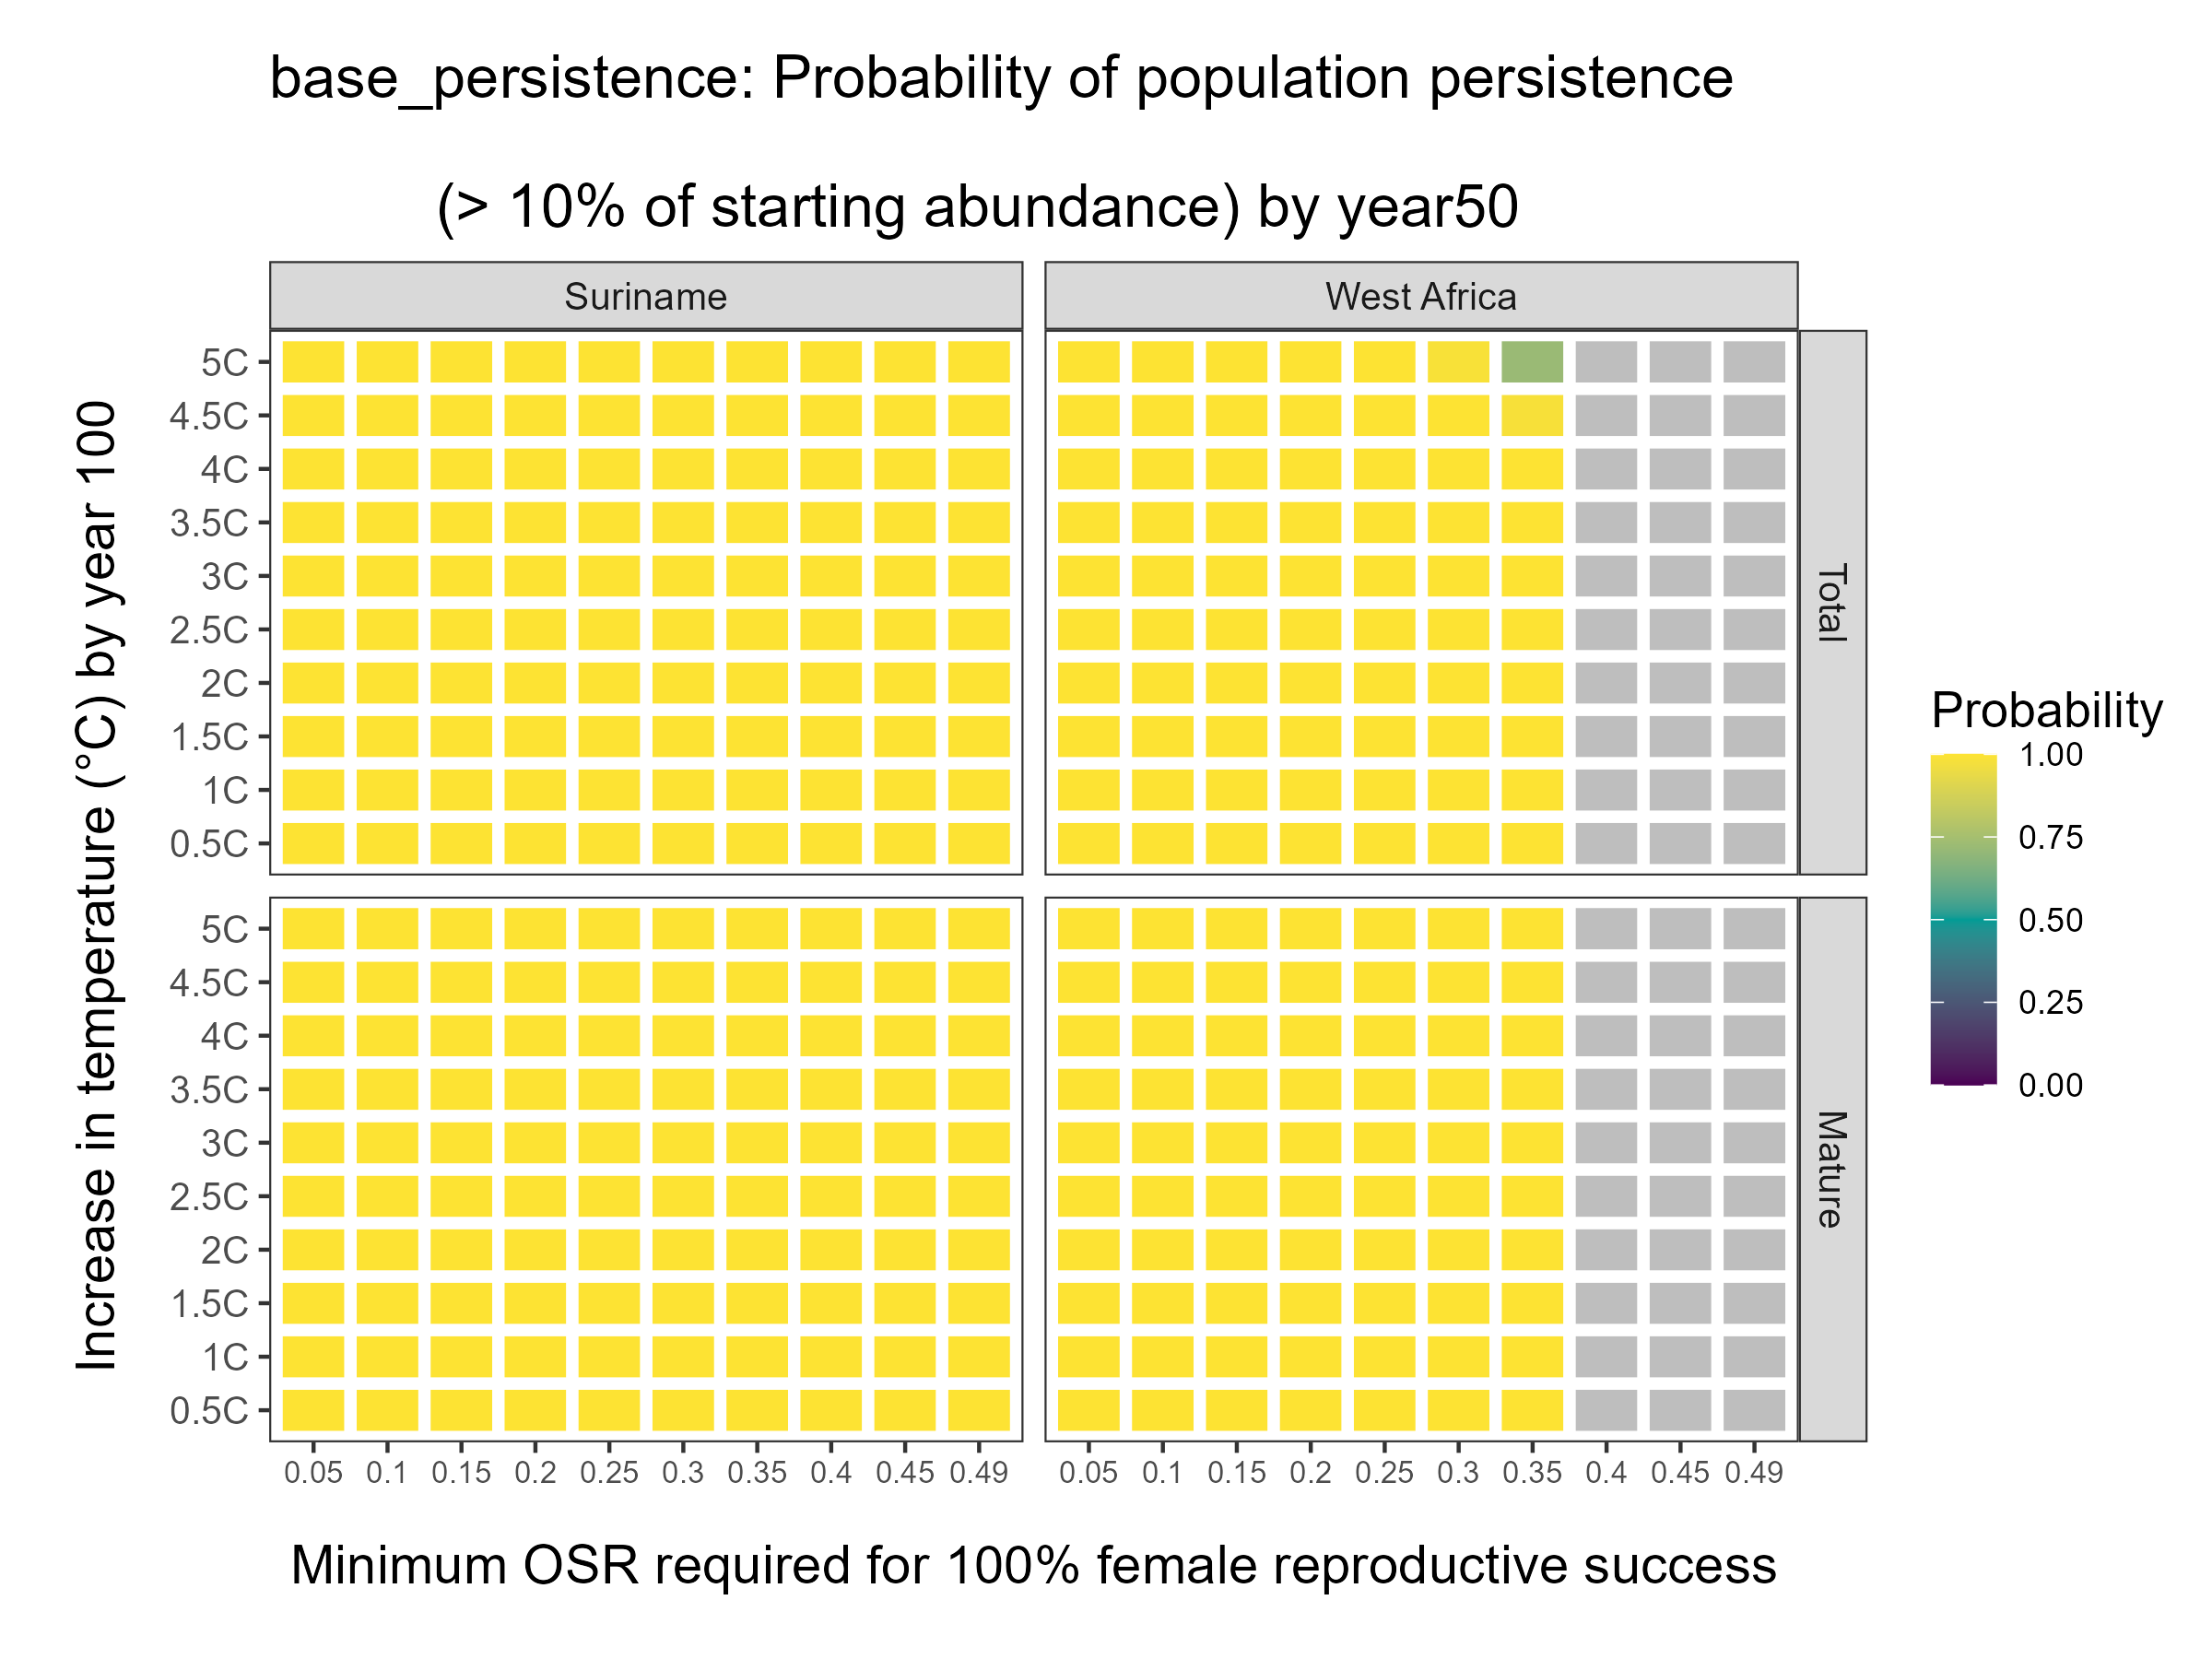 base_persistence: Probability of population persistence
(> 10% of starting abundance) by year50
Suriname
West Africa
Increase in temperature (°C) by year 100
5C
4.5C
4C
3.5C
3C
2.5C
2C
1.5C
1C
0.5C
Total
5C
4.5C
4C
3.5C
3C
2.5C
2C
1.5C
1C
0.5C
Mature
0.05 0.1 0.15 0.2 0.25 0.3 0.35 0.4 0.45 0.49
0.05 0.1 0.15 0.2 0.25 0.3 0.35 0.4 0.45 0.49
Minimum OSR required for 100% female reproductive success
Probability
1.00
0.75
0.50
0.25
0.00